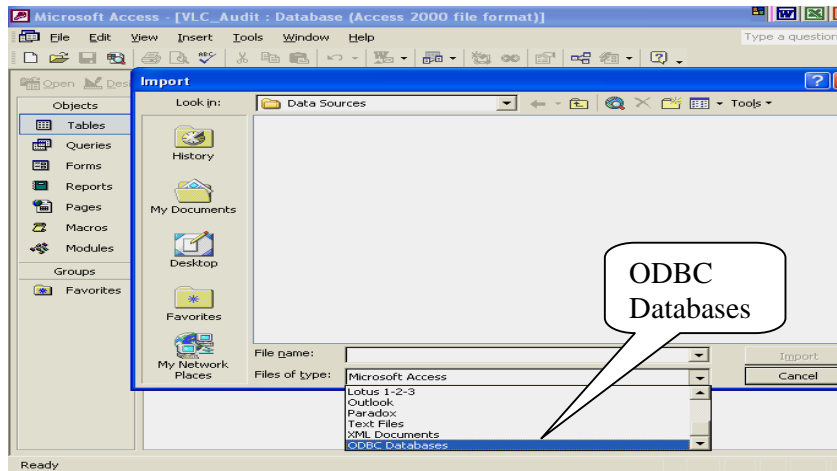 Microsoft Access - [VLC_Audit : Database (Access 2000 file format)]
File Edit View Insert Tools Window Help
Type a question
Open Des
Import
Objects
Tables
Queries
Forms
Reports
Pages
Macros
Modules
Groups
Favorites
Look in:
Data Sources
Tools
History
My Documents
Desktop
Favorites
My Network
Places
ODBC
Databases
File name:
Import
Files of type:
Microsoft Access
Cancel
Lotus 1-2-3
Outlook
Paradox
Text Files
XML Documents
ODBC Databases
Ready